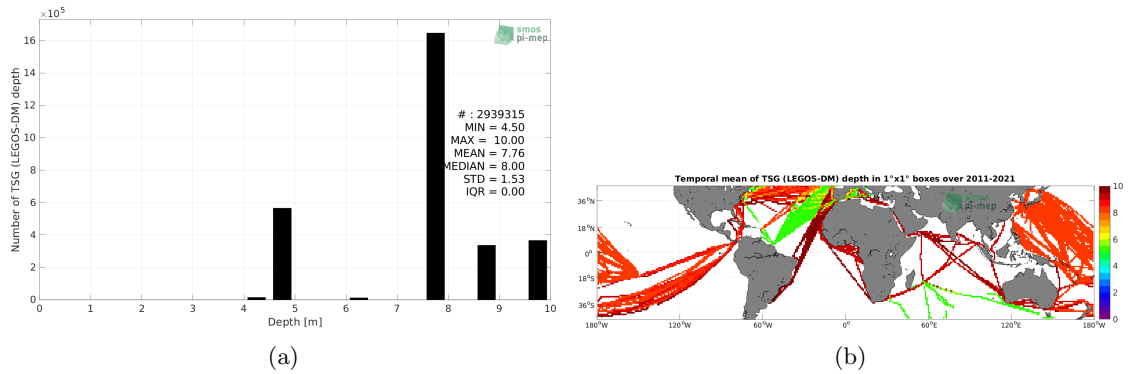 ×10⁵
smos
pi-mep
16
14
12
10
8
6
4
2
0
Number of TSG (LEGOS-DM) depth
# : 2939315
MIN = 4.50
MAX = 10.00
MEAN = 7.76
MEDIAN = 8.00
STD = 1.53
IQR = 0.00
0 1 2 3 4 5 6 7 8 9 10
Depth [m]
(a)
Temporal mean of TSG (LEGOS-DM) depth in 1°x1° boxes over 2011-2021
smos
pi-mep
36°N
18°N
0°
18°S
36°S
180°W 120°W 60°W 0° 60°E 120°E 180°W
10
8
6
4
2
0
(b)